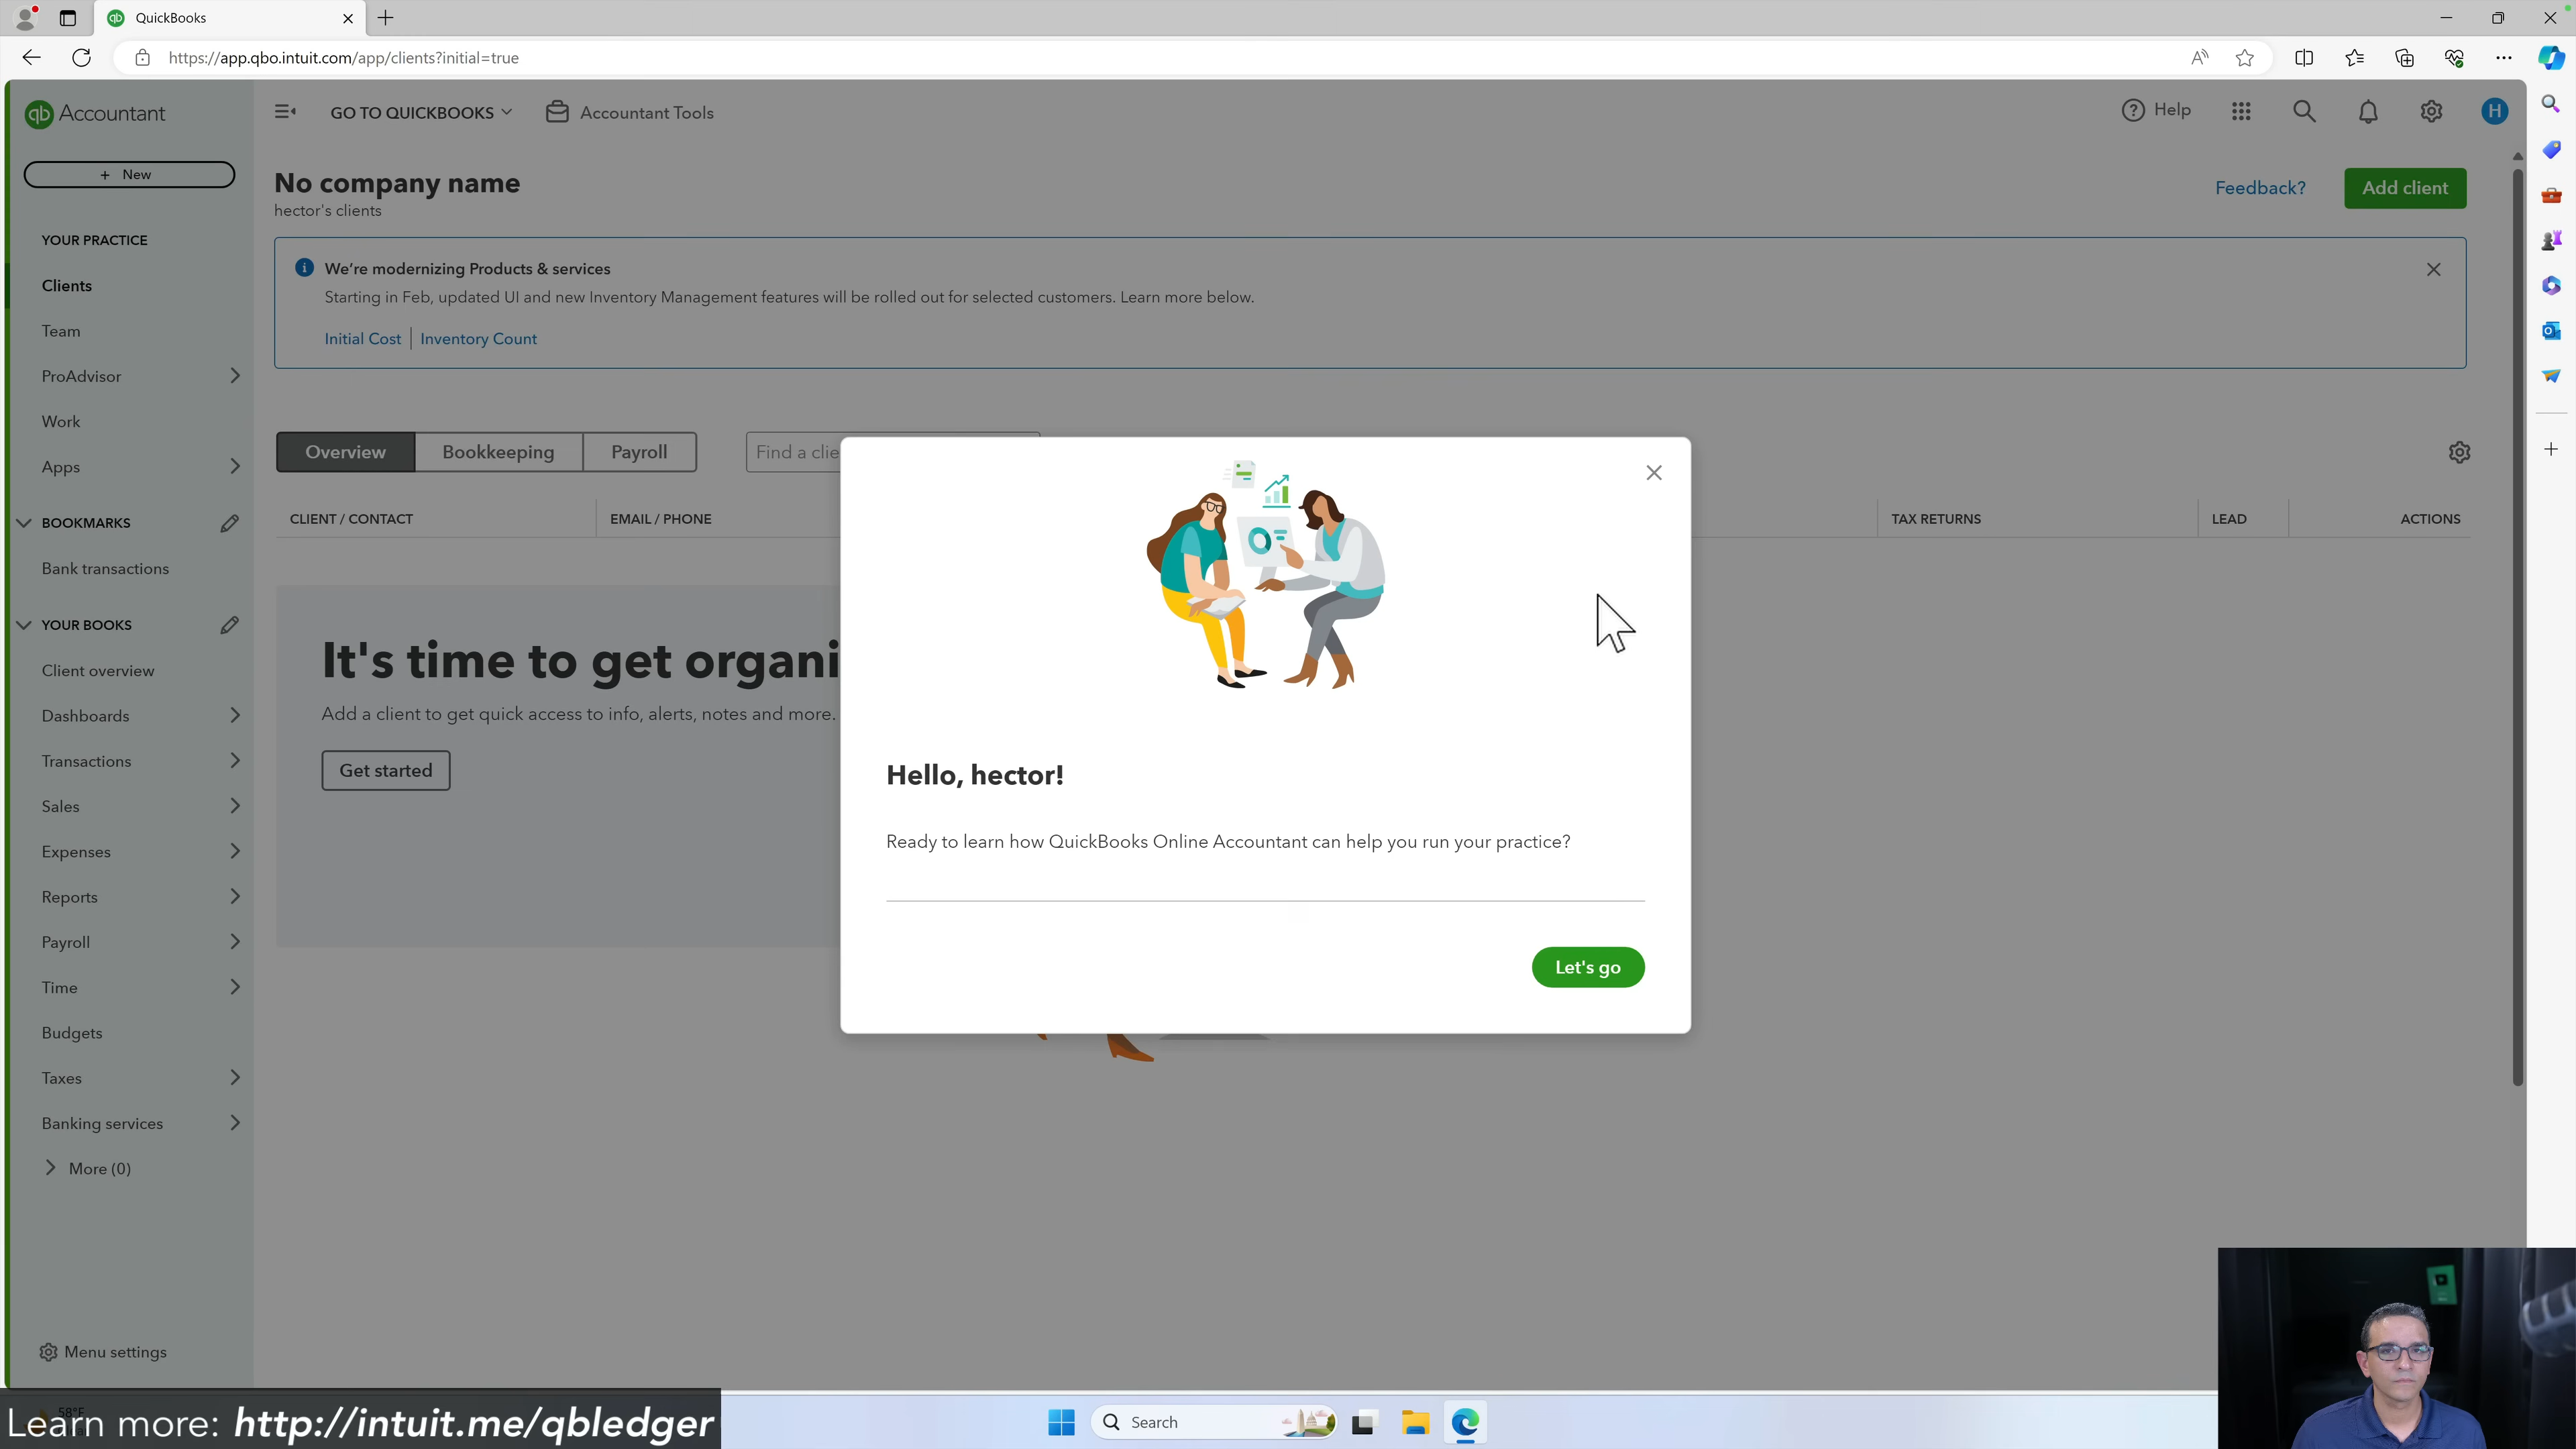 QuickBooks
https://app.qbo.intuit.com/app/clients?initial=true
qb Accountant
GO TO QUICKBOOKS
Accountant Tools
Help
H
+ New
No company name
hector's clients
Feedback?
Add client
YOUR PRACTICE
Clients
Team
ProAdvisor
Work
Apps
BOOKMARKS
Bank transactions
YOUR BOOKS
Client overview
Dashboards
Transactions
Sales
Expenses
Reports
Payroll
Time
Budgets
Taxes
Banking services
More (0)
Menu settings
We're modernizing Products & services
Starting in Feb, updated UI and new Inventory Management features will be rolled out for selected customers. Learn more below.
Initial Cost | Inventory Count
Overview
Bookkeeping
Payroll
Find a clie
CLIENT / CONTACT
EMAIL / PHONE
TAX RETURNS
LEAD
ACTIONS
It's time to get organi
Add a client to get quick access to info, alerts, notes and more.
Get started
Hello, hector!
Ready to learn how QuickBooks Online Accountant can help you run your practice?
Let's go
58°F
Learn more: http://intuit.me/qbledger
Search